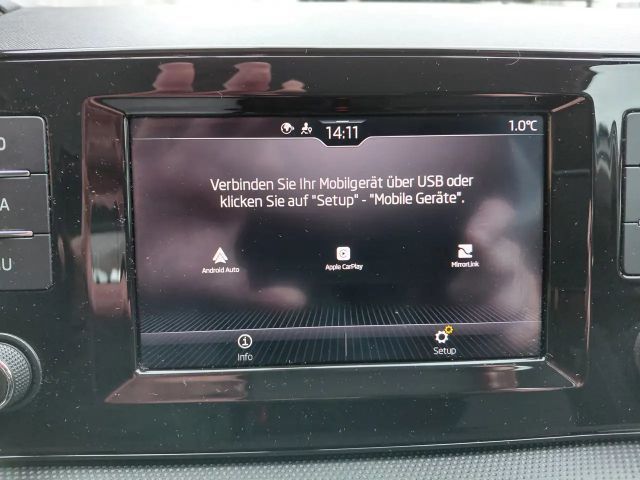 14:11
1.0°C
Verbinden Sie Ihr Mobilgerät über USB oder
klicken Sie auf "Setup" - "Mobile Geräte".
Android Auto
Apple CarPlay
MirrorLink
Info
Setup